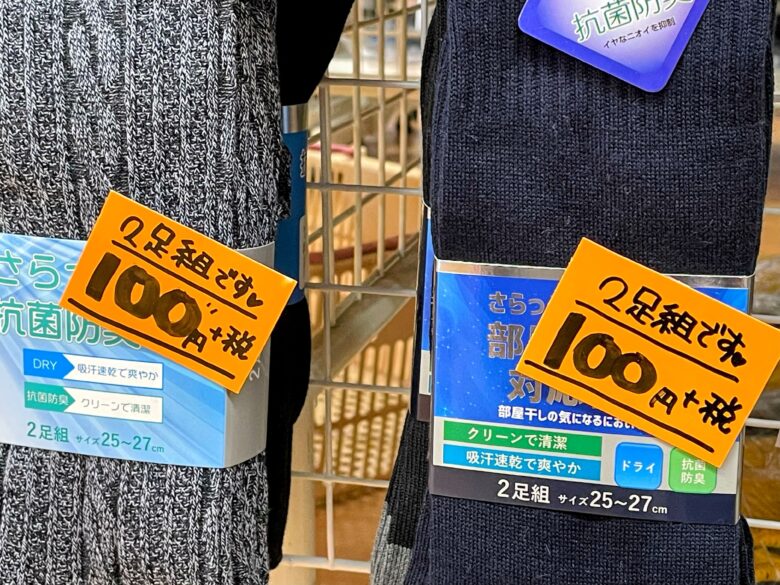 抗菌防臭
イヤなニオイを抑制
2足組です♥
100円+税
さらっ
抗菌防臭
DRY 吸汗速乾で爽やか
抗菌防臭 クリーンで清潔
2足組 サイズ25~27cm
2足組です♥
100円+税
さらっ
部屋
対応
部屋干しの気になるにおい
クリーンで清潔
吸汗速乾で爽やか
ドライ
抗菌
防臭
2足組 サイズ25~27cm